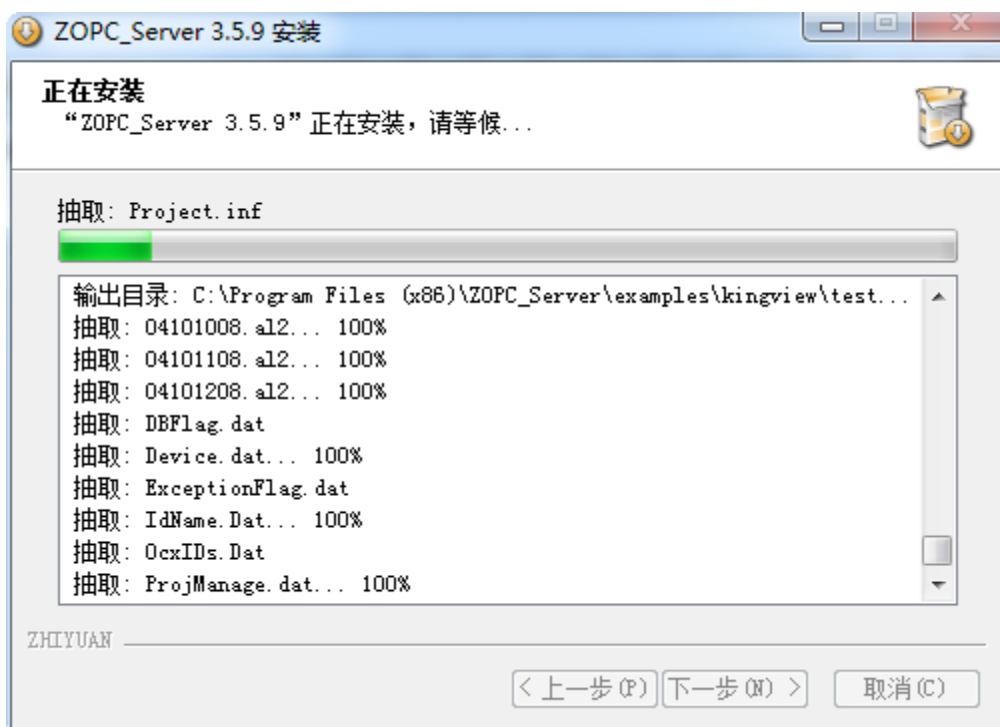 ZOPC_Server 3.5.9 安装
正在安装
“ZOPC_Server 3.5.9”正在安装，请等候...
抽取: Project.inf
输出目录: C:\Program Files (x86)\ZOPC_Server\examples\kingview\test...
抽取: 04101008.al2... 100%
抽取: 04101108.al2... 100%
抽取: 04101208.al2... 100%
抽取: DBFlag.dat
抽取: Device.dat... 100%
抽取: ExceptionFlag.dat
抽取: IdName.Dat... 100%
抽取: OcxIDs.Dat
抽取: ProjManage.dat... 100%
ZHIYUAN
< 上一步(P) 下一步(N) > 取消(C)